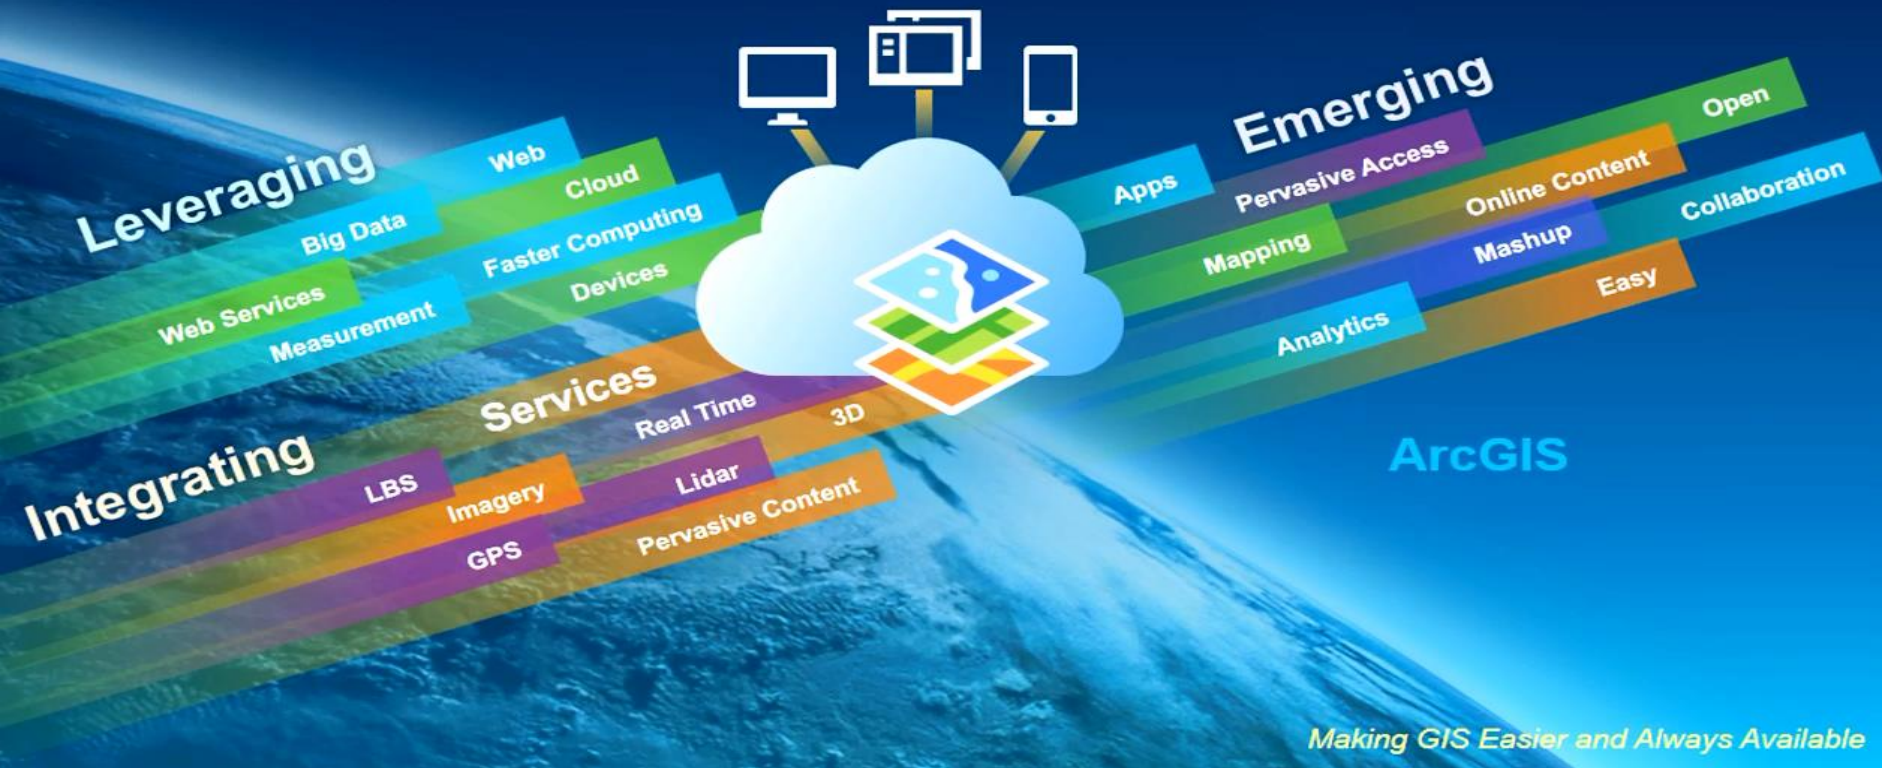 Leveraging
Web
Cloud
Big Data
Faster Computing
Web Services
Devices
Measurement
Integrating
Services
Real Time
3D
LBS
Imagery
Lidar
GPS
Pervasive Content
Emerging
Open
Apps
Pervasive Access
Online Content
Collaboration
Mapping
Mashup
Easy
Analytics
ArcGIS
Making GIS Easier and Always Available